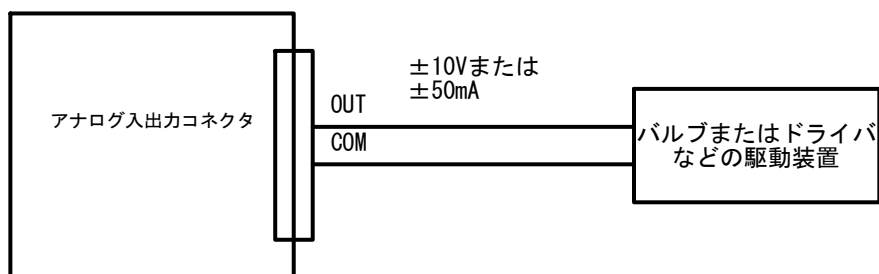 ±10Vまたは
±50mA
OUT
アナログ入出力コネクタ
COM
バルブまたはドライバ
などの駆動装置